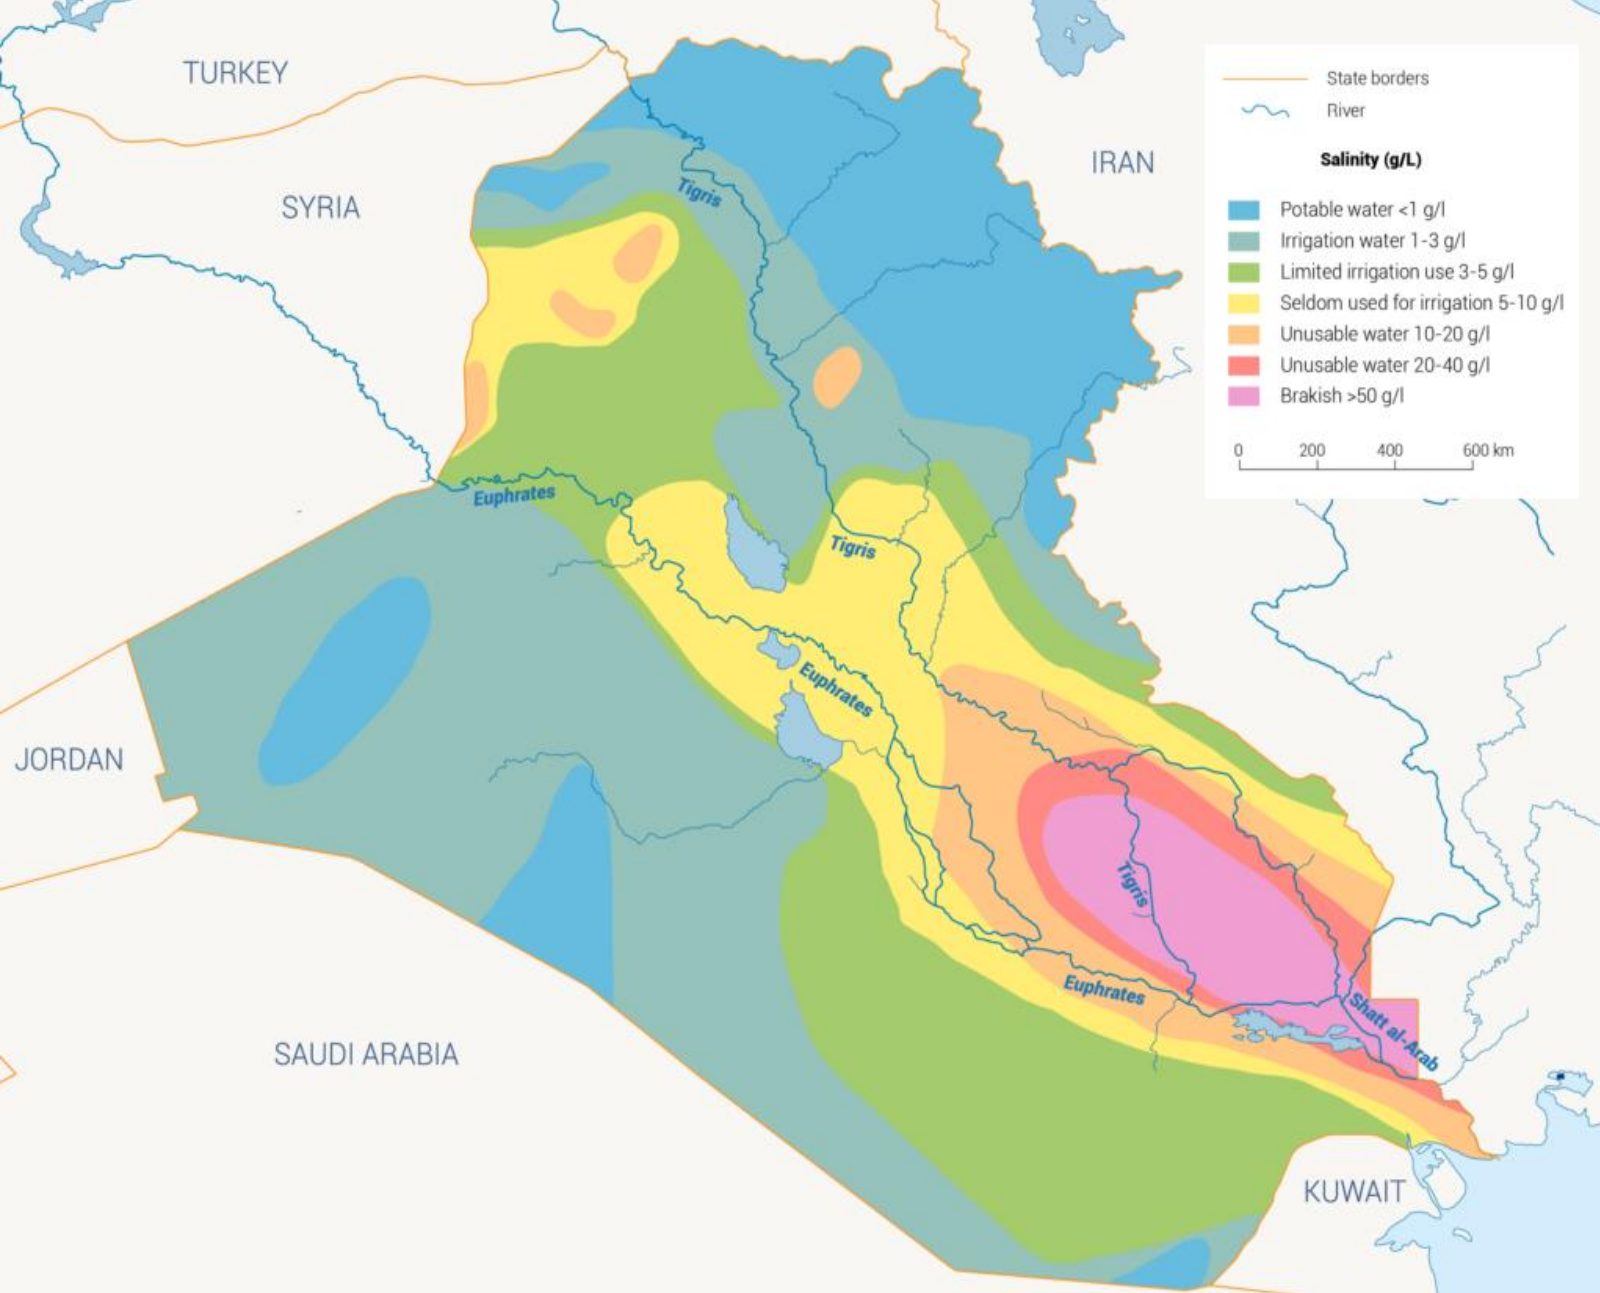 TURKEY
SYRIA
IRAN
State borders
River
Salinity (g/L)
Potable water <1 g/l
Irrigation water 1-3 g/l
Limited irrigation use 3-5 g/l
Seldom used for irrigation 5-10 g/l
Unusable water 10-20 g/l
Unusable water 20-40 g/l
Brakish >50 g/l
0 200 400 600 km
Tigris
Euphrates
Tigris
Euphrates
JORDAN
Tigris
Euphrates
Shatt al-Arab
SAUDI ARABIA
KUWAIT